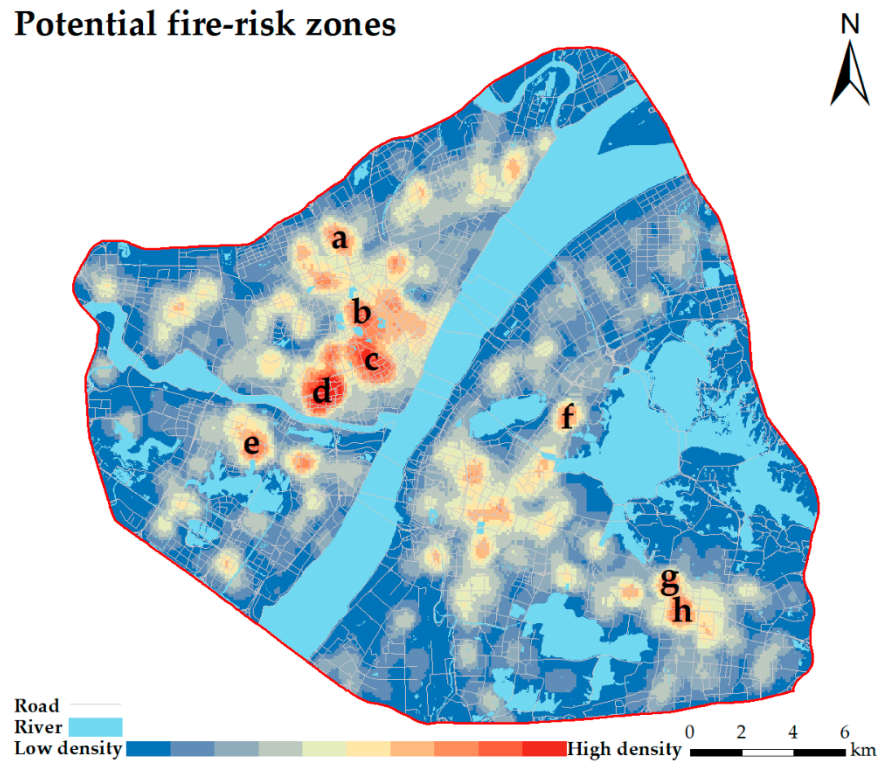 Potential fire-risk zones
N
a
b
c
d
e
f
g
h
Road
River
Low density High density
0 2 4 6
km